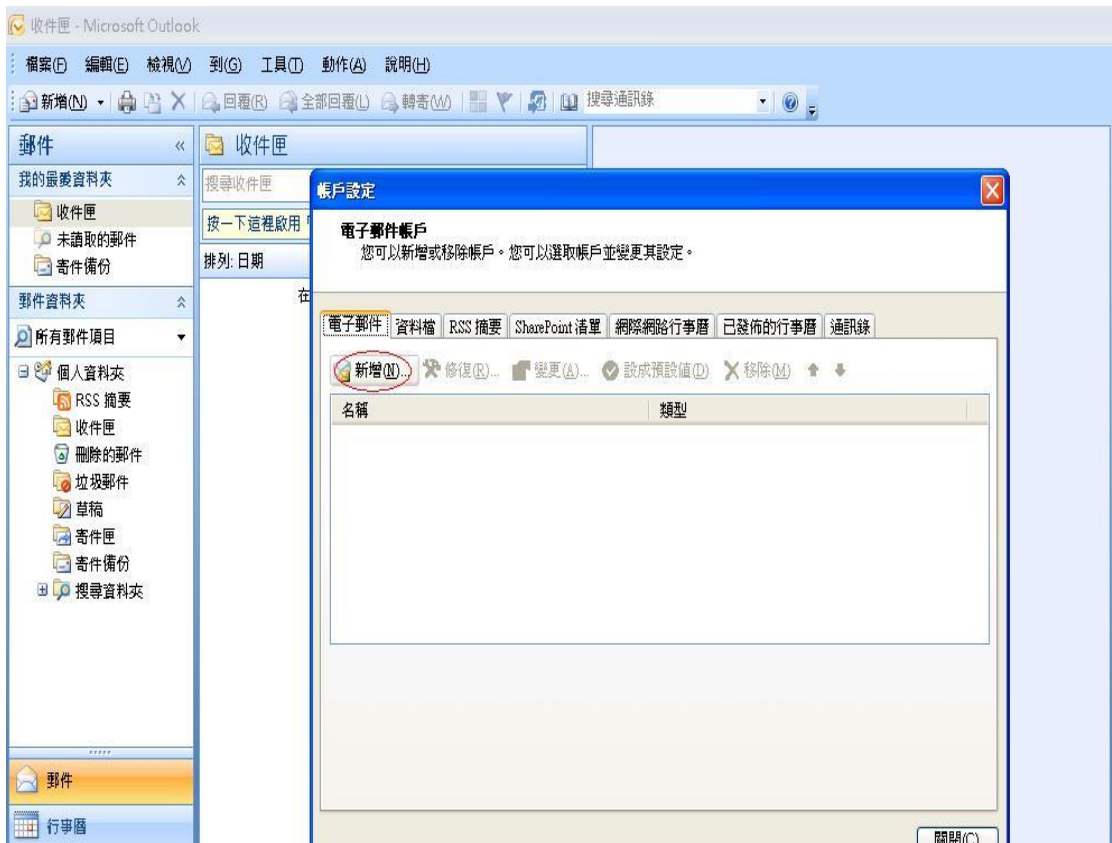 收件匣 - Microsoft Outlook
檔案(F) 編輯(E) 檢視(V) 到(G) 工具(T) 動作(A) 說明(H)
新增(N) 回覆(R) 全部回覆(L) 轉寄(W) 搜尋通訊錄
郵件 «
我的最愛資料夾
收件匣
未讀取的郵件
寄件備份
郵件資料夾
所有郵件項目
個人資料夾
RSS 摘要
收件匣
刪除的郵件
垃圾郵件
草稿
寄件匣
寄件備份
搜尋資料夾
郵件
行事曆
收件匣
搜尋收件匣
按一下這裡啟用
排列: 日期
在
帳戶設定
電子郵件帳戶
您可以新增或移除帳戶。您可以選取帳戶並變更其設定。
電子郵件 資料檔 RSS 摘要 SharePoint 清單 網際網路行事曆 已發佈的行事曆 通訊錄
新增(N)... 修復(R)... 變更(A)... 設成預設值(D) 移除(M)
名稱 類型
關閉(C)